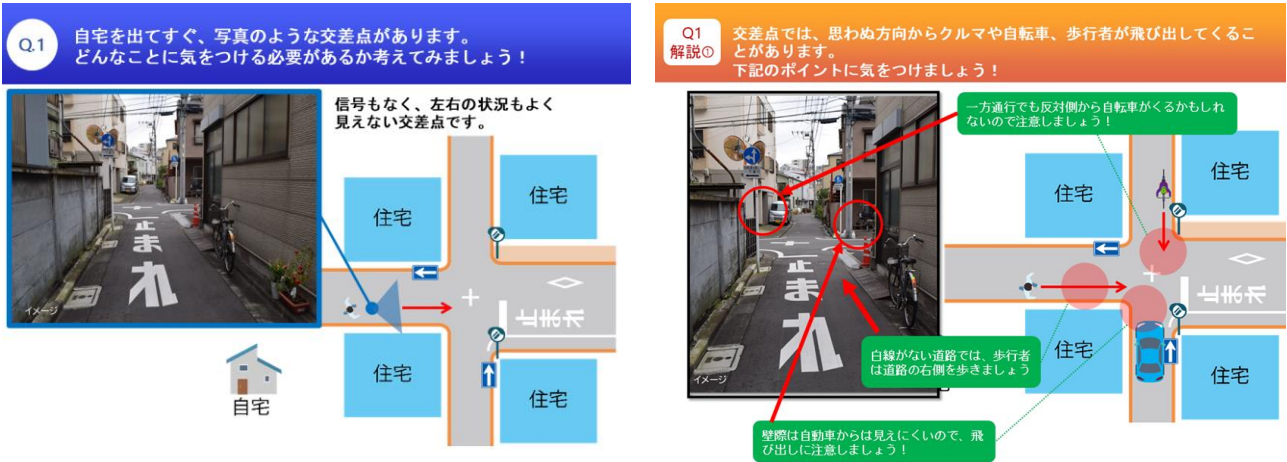 Q.1
自宅を出てすぐ、写真のような交差点があります。
どんなことに気をつける必要があるか考えてみましょう！
信号もなく、左右の状況もよく
見えない交差点です。
止まれ
イメージ
住宅
住宅
住宅
住宅
止まれ
自宅
Q1
解説①
交差点では、思わぬ方向からクルマや自転車、歩行者が飛び出してくるこ
とがあります。
下記のポイントに気をつけましょう！
一方通行でも反対側から自転車がくるかもしれ
ないので注意しましょう！
止まれ
イメージ
住宅
住宅
住宅
住宅
止まれ
白線がない道路では、歩行者
は道路の右側を歩きましょう
壁際は自動車からは見えにくいので、飛
び出しに注意しましょう！